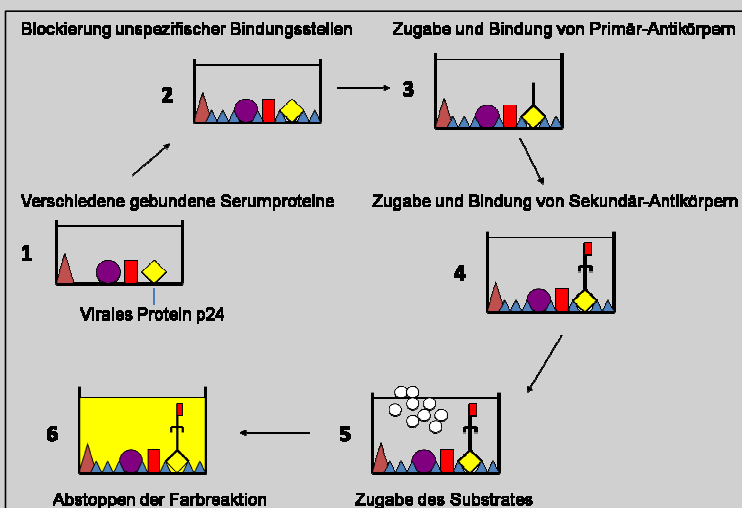 Blockierung unspezifischer Bindungsstellen
Zugabe und Bindung von Primär-Antikörpern
2
3
Verschiedene gebundene Serumproteine
Zugabe und Bindung von Sekundär-Antikörpern
1
4
Virales Protein p24
6
5
Abstoppen der Farbreaktion
Zugabe des Substrates